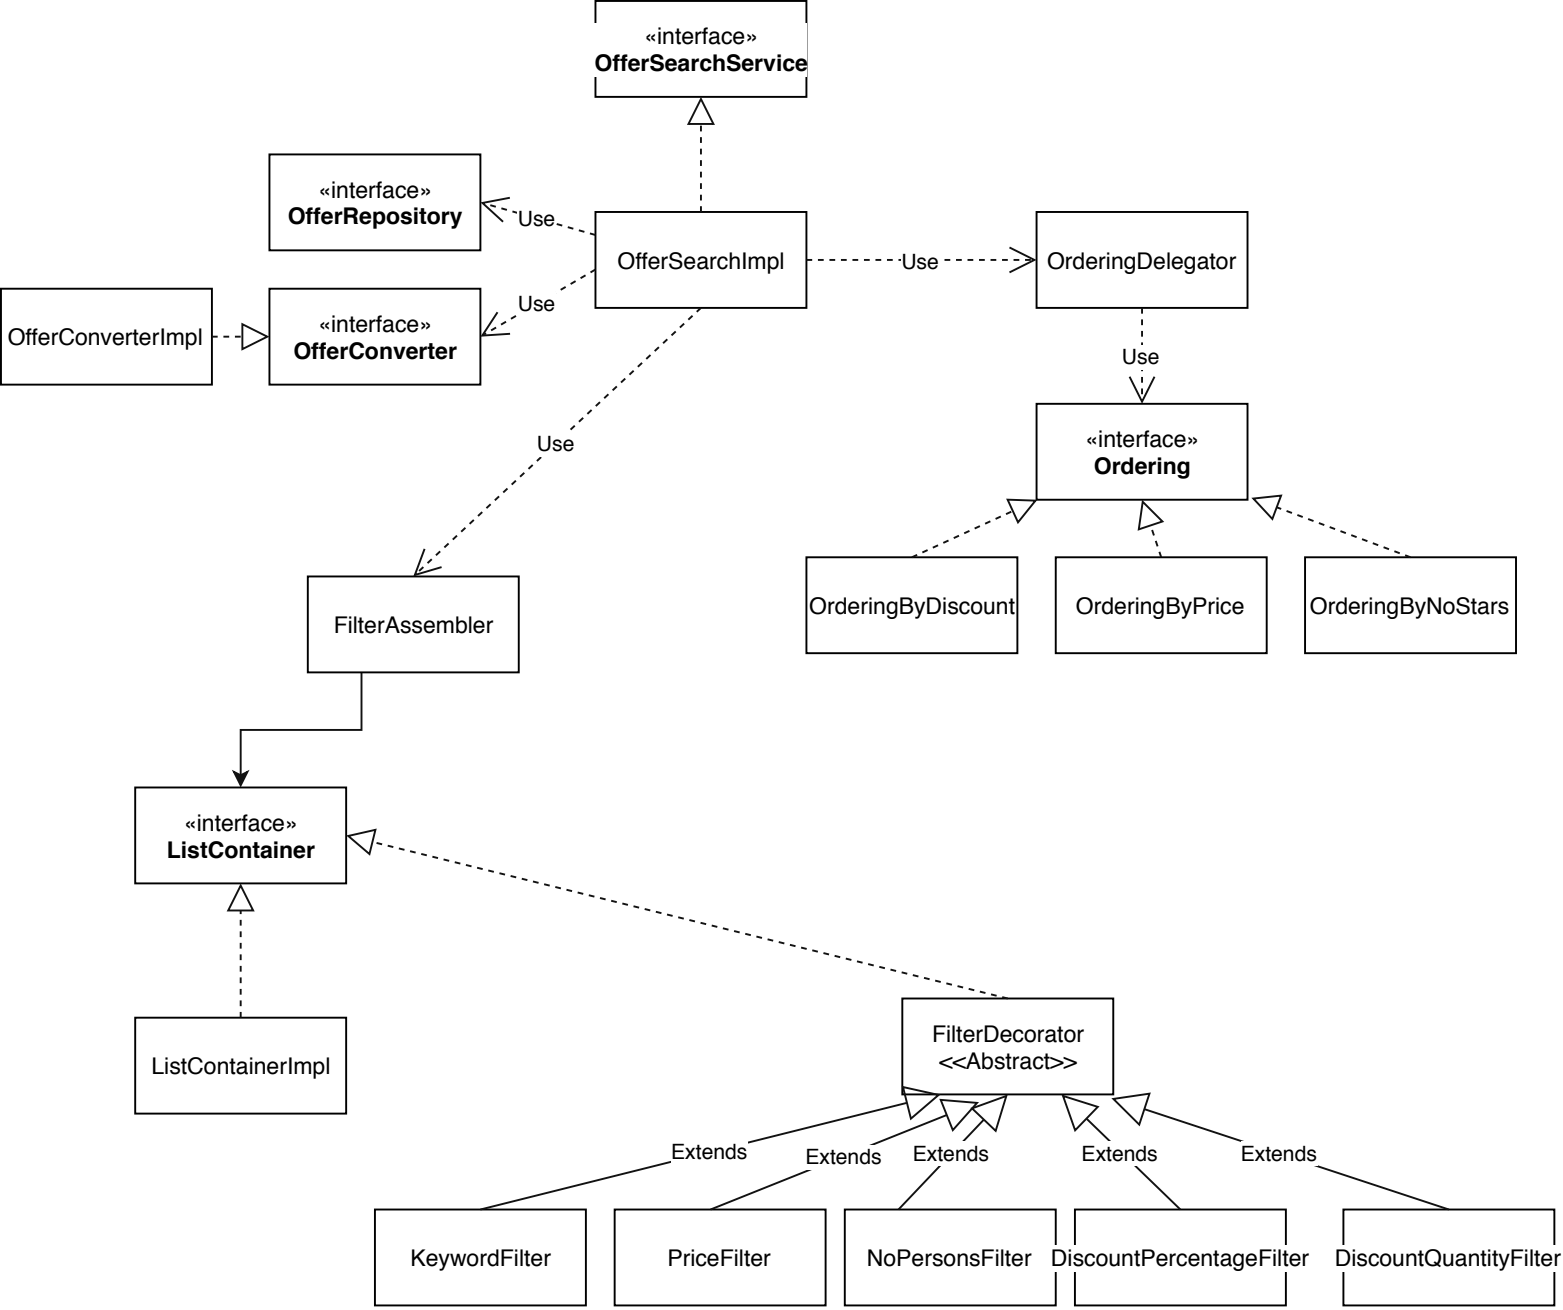 «interface»
OfferSearchService
«interface»
OfferRepository
Use
OfferSearchImpl
Use
OrderingDelegator
OfferConverterImpl
«interface»
OfferConverter
Use
Use
Use
«interface»
Ordering
OrderingByDiscount
OrderingByPrice
OrderingByNoStars
FilterAssembler
«interface»
ListContainer
ListContainerImpl
FilterDecorator
<<Abstract>>
Extends
Extends
Extends
Extends
Extends
KeywordFilter
PriceFilter
NoPersonsFilter
DiscountPercentageFilter
DiscountQuantityFilter